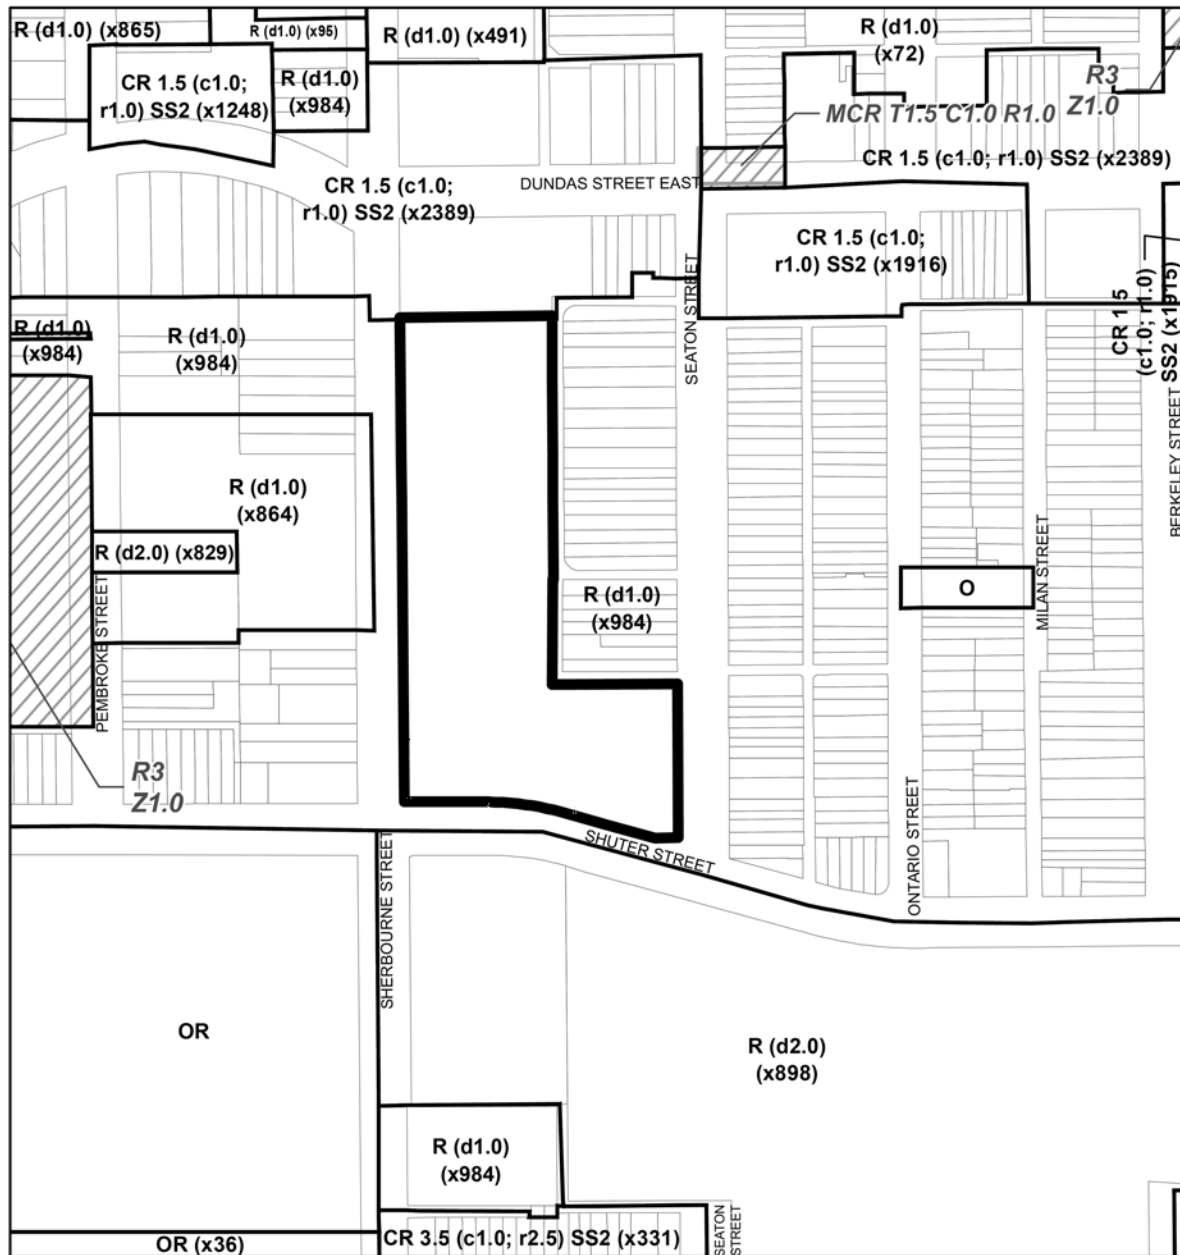 R (d1.0) (x865)
R (d1.0) (x95)
R (d1.0) (x491)
R (d1.0)
(x72)
CR 1.5 (c1.0;
r1.0) SS2 (x1248)
R (d1.0)
(x984)
R3
Z1.0
MCR T1.5 C1.0 R1.0
CR 1.5 (c1.0; r1.0) SS2 (x2389)
CR 1.5 (c1.0;
r1.0) SS2 (x2389)
DUNDAS STREET EAST
CR 1.5 (c1.0;
r1.0) SS2 (x1916)
SEATON STREET
CR 1.5
(c1.0; r1.0)
SS2 (x1915)
R (d1.0)
(x984)
R (d1.0)
(x984)
BERKELEY STREET
R (d1.0)
(x864)
R (d2.0) (x829)
R (d1.0)
(x984)
O
MILAN STREET
PEMBROKE STREET
R3
Z1.0
SHUTER STREET
ONTARIO STREET
SHERBOURNE STREET
OR
R (d2.0)
(x898)
R (d1.0)
(x984)
CR 3.5 (c1.0; r2.5) SS2 (x331)
SEATON
STREET
OR (x36)